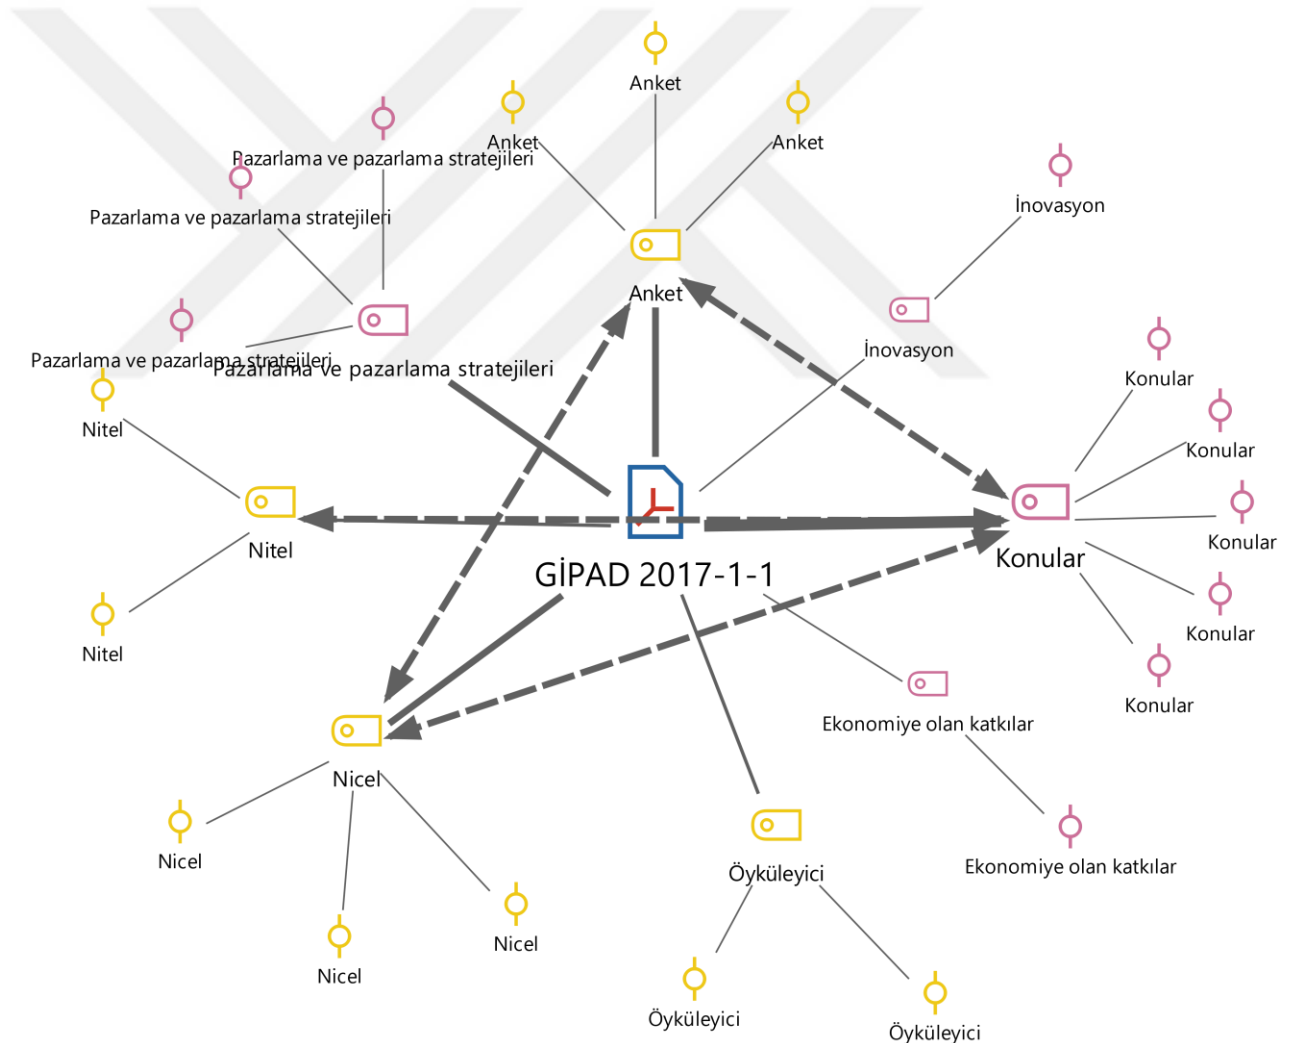 Anket
Anket
Anket
Pazarlama ve pazarlama stratejileri
Pazarlama ve pazarlama stratejileri
İnovasyon
Anket
İnovasyon
Pazarlama ve pazarlama stratejileri
Pazarlama ve pazarlama stratejileri
Konular
Nitel
Konular
Konular
Nitel
Konular
GİPAD 2017-1-1
Konular
Nitel
Konular
Ekonomiye olan katkılar
Nicel
Nicel
Ekonomiye olan katkılar
Öyküleyici
Nicel
Nicel
Öyküleyici
Öyküleyici